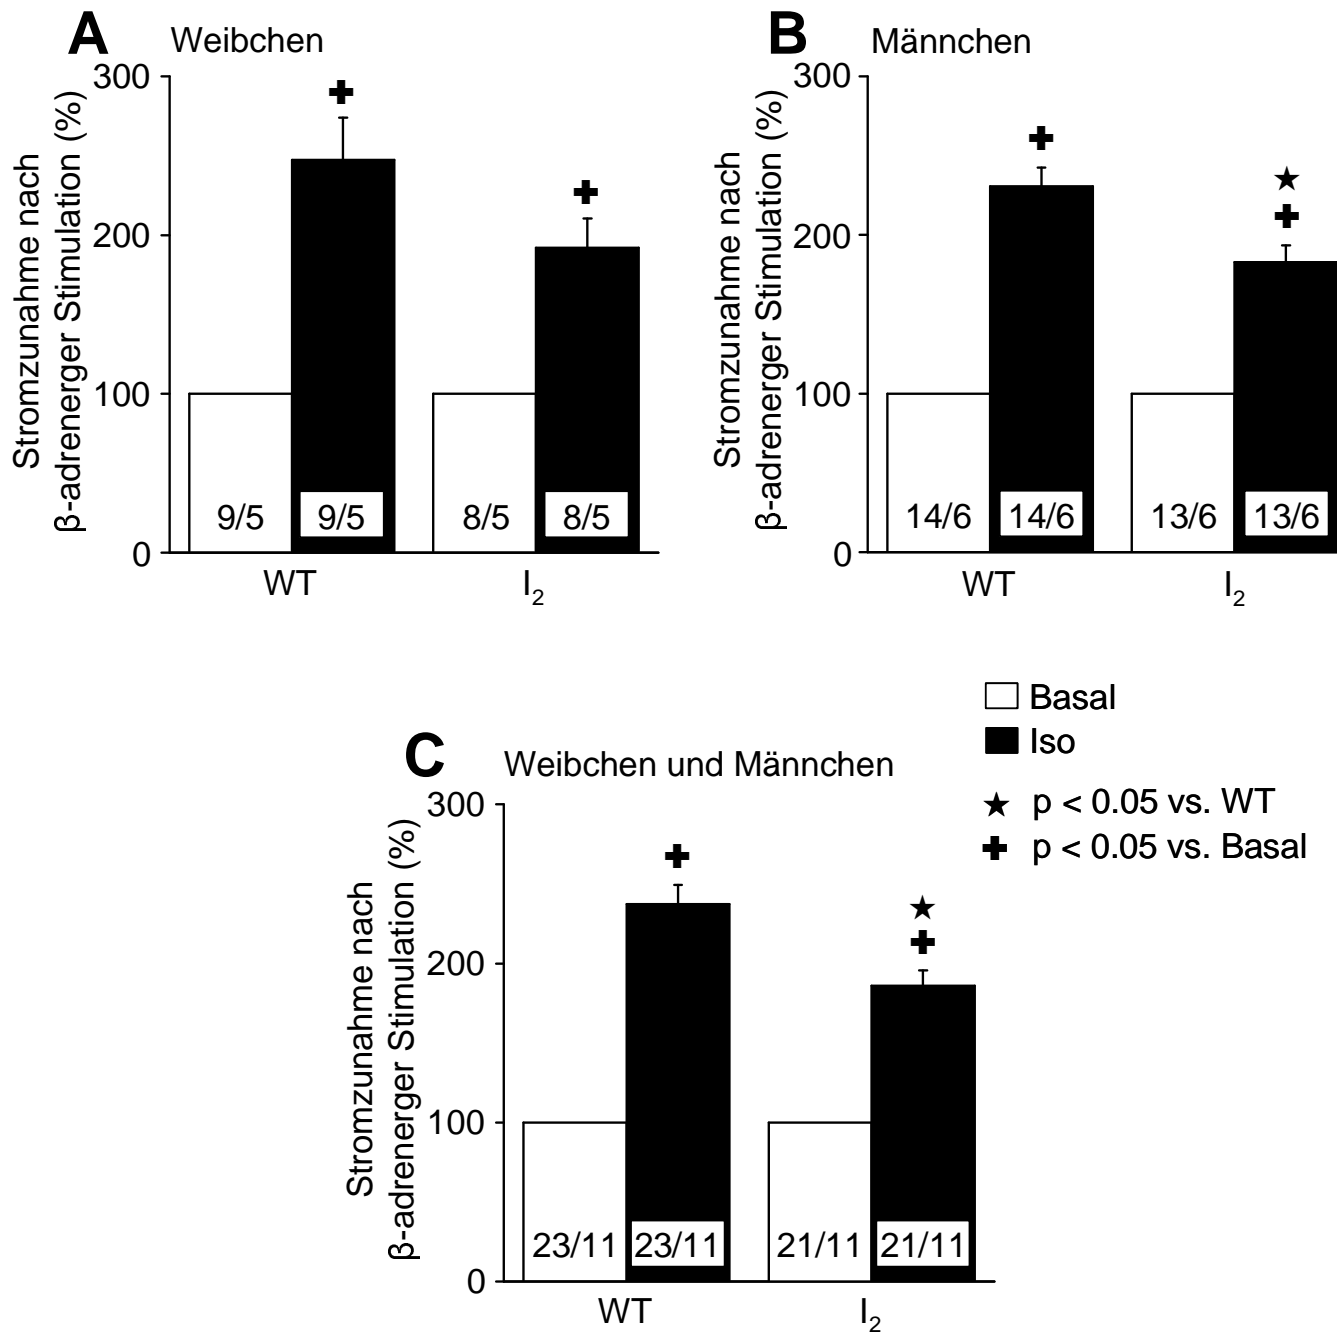 A Weibchen
Stromzunahme nach
β-adrenerger Stimulation (%)
300
200
100
0
9/5 9/5 8/5 8/5
WT I₂
B Männchen
Stromzunahme nach
β-adrenerger Stimulation (%)
300
200
100
0
14/6 14/6 13/6 13/6
WT I₂
Basal
Iso
★ p < 0.05 vs. WT
✚ p < 0.05 vs. Basal
C Weibchen und Männchen
Stromzunahme nach
β-adrenerger Stimulation (%)
300
200
100
0
23/11 23/11 21/11 21/11
WT I₂